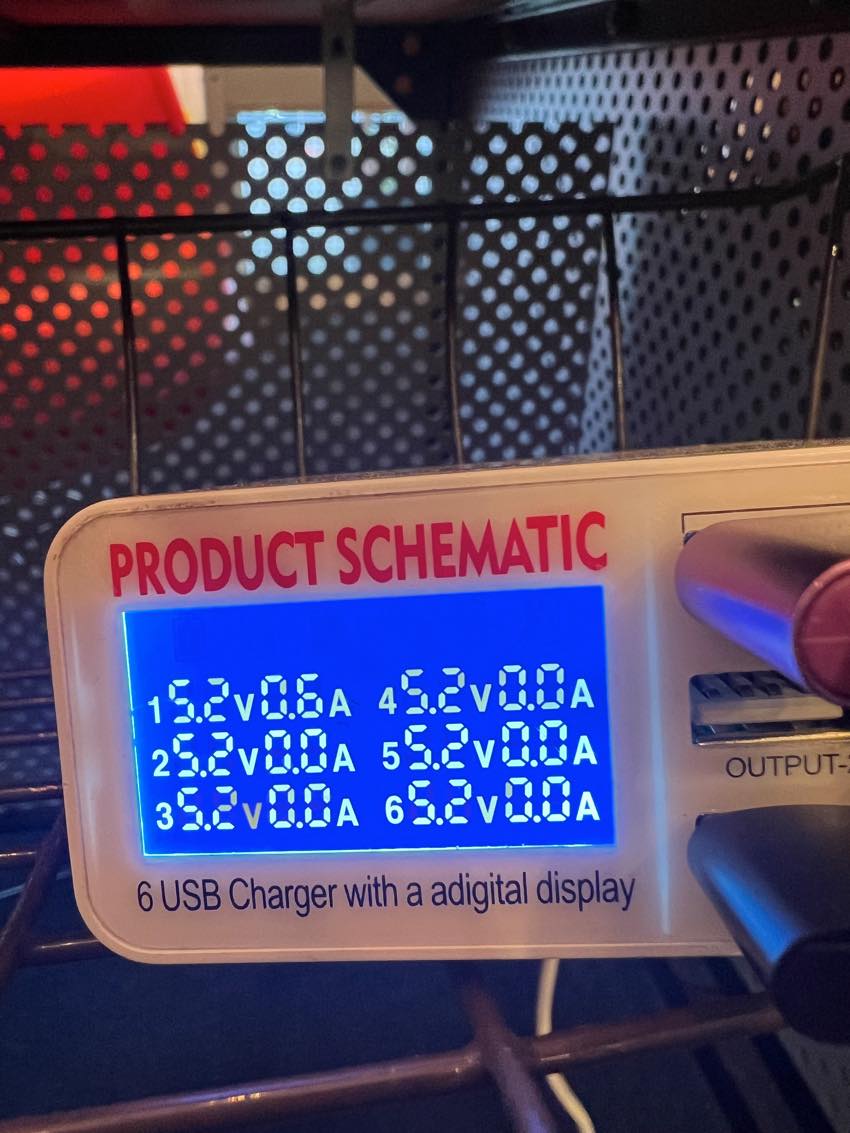 PRODUCT SCHEMATIC
1 5.2V 0.6A 4 5.2V 0.0A
2 5.2V 0.0A 5 5.2V 0.0A
3 5.2V 0.0A 6 5.2V 0.0A
OUTPUT-
6 USB Charger with a adigital display